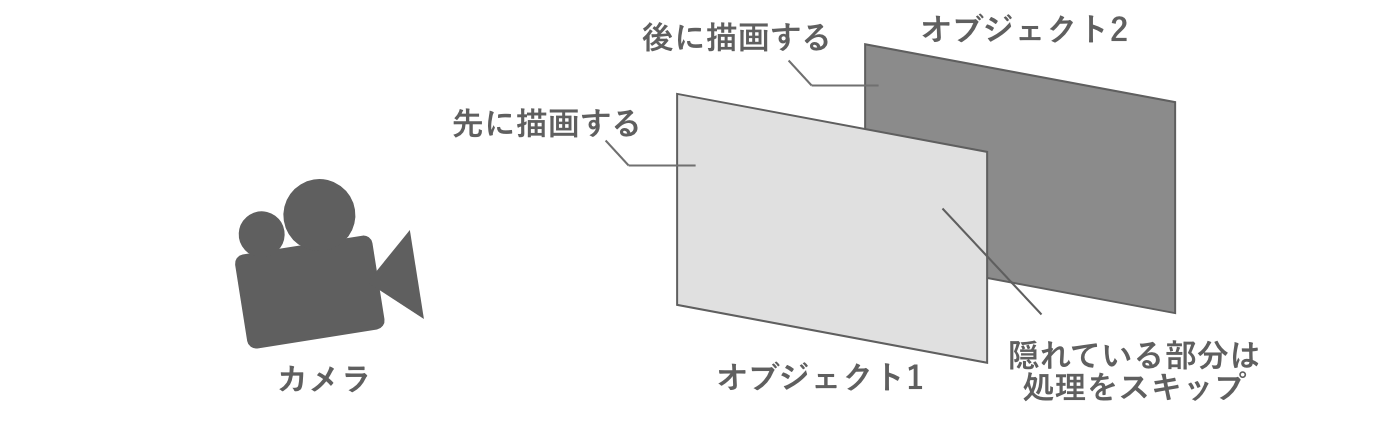 オブジェクト2
後に描画する
先に描画する
カメラ
オブジェクト1
隠れている部分は
処理をスキップ